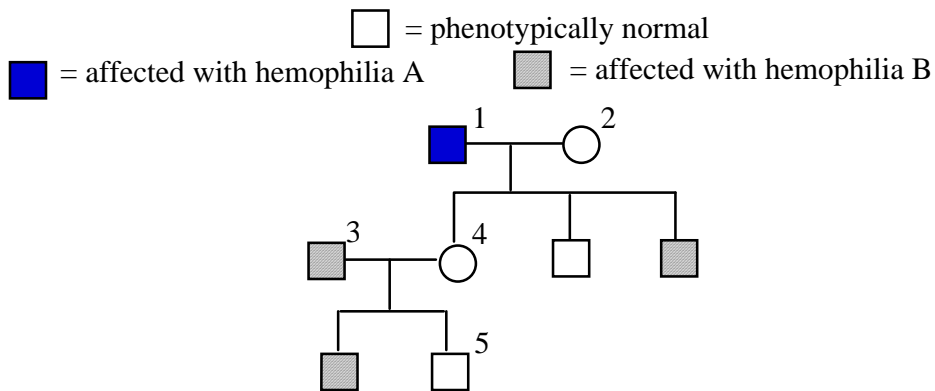 = phenotypically normal
= affected with hemophilia A
= affected with hemophilia B
1
2
3
4
5